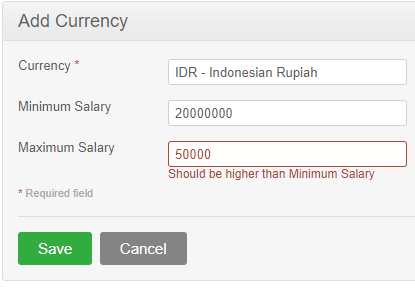 Add Currency
Currency *
IDR - Indonesian Rupiah
Minimum Salary
20000000
Maximum Salary
50000
Should be higher than Minimum Salary
* Required field
Save
Cancel